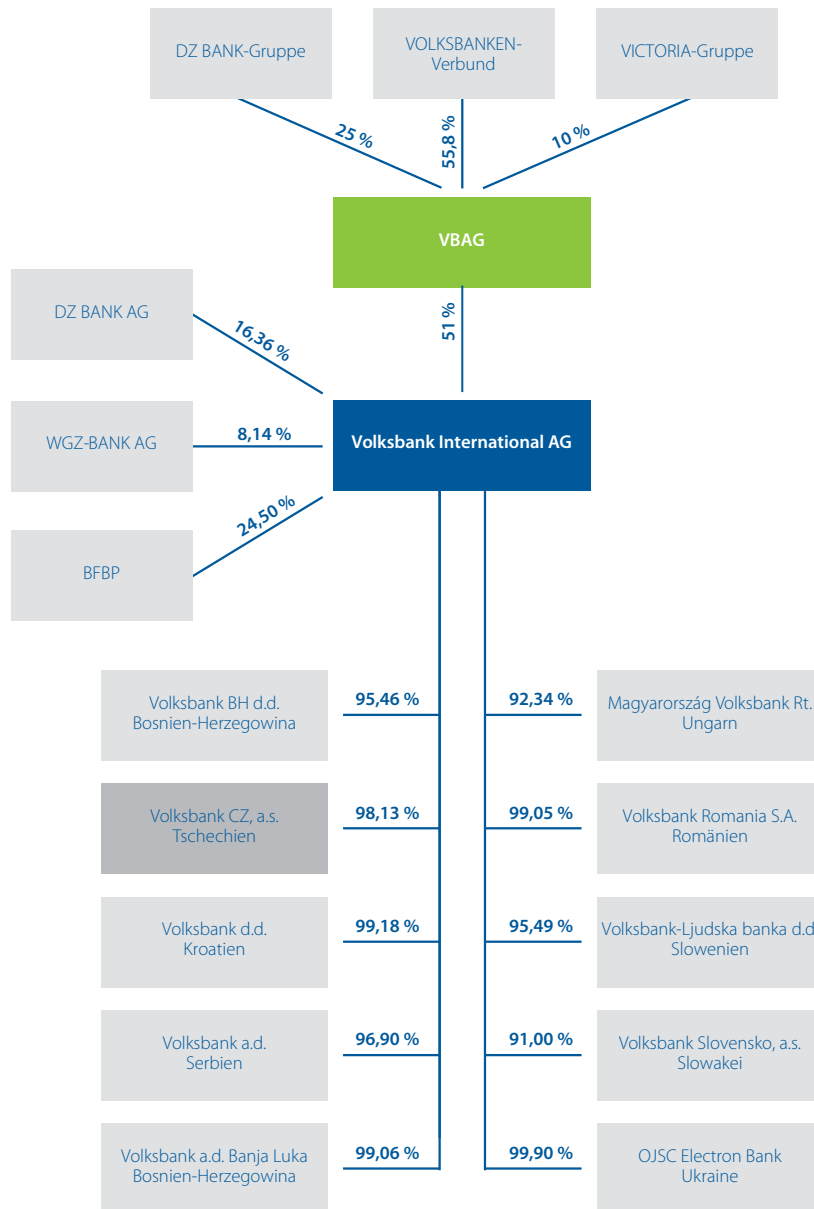 DZ BANK-Gruppe
VOLKSBANKEN-
Verbund
VICTORIA-Gruppe
25 %
55,8 %
10 %
VBAG
51 %
DZ BANK AG
16,36 %
WGZ-BANK AG
8,14 %
Volksbank International AG
24,50 %
BFBP
Volksbank BH d.d.
Bosnien-Herzegowina
95,46 %
92,34 %
Magyarország Volksbank Rt.
Ungarn
Volksbank CZ, a.s.
Tschechien
98,13 %
99,05 %
Volksbank Romania S.A.
Romänien
Volksbank d.d.
Kroatien
99,18 %
95,49 %
Volksbank-Ljudska banka d.d
Slowenien
Volksbank a.d.
Serbien
96,90 %
91,00 %
Volksbank Slovensko, a.s.
Slowakei
Volksbank a.d. Banja Luka
Bosnien-Herzegowina
99,06 %
99,90 %
OJSC Electron Bank
Ukraine